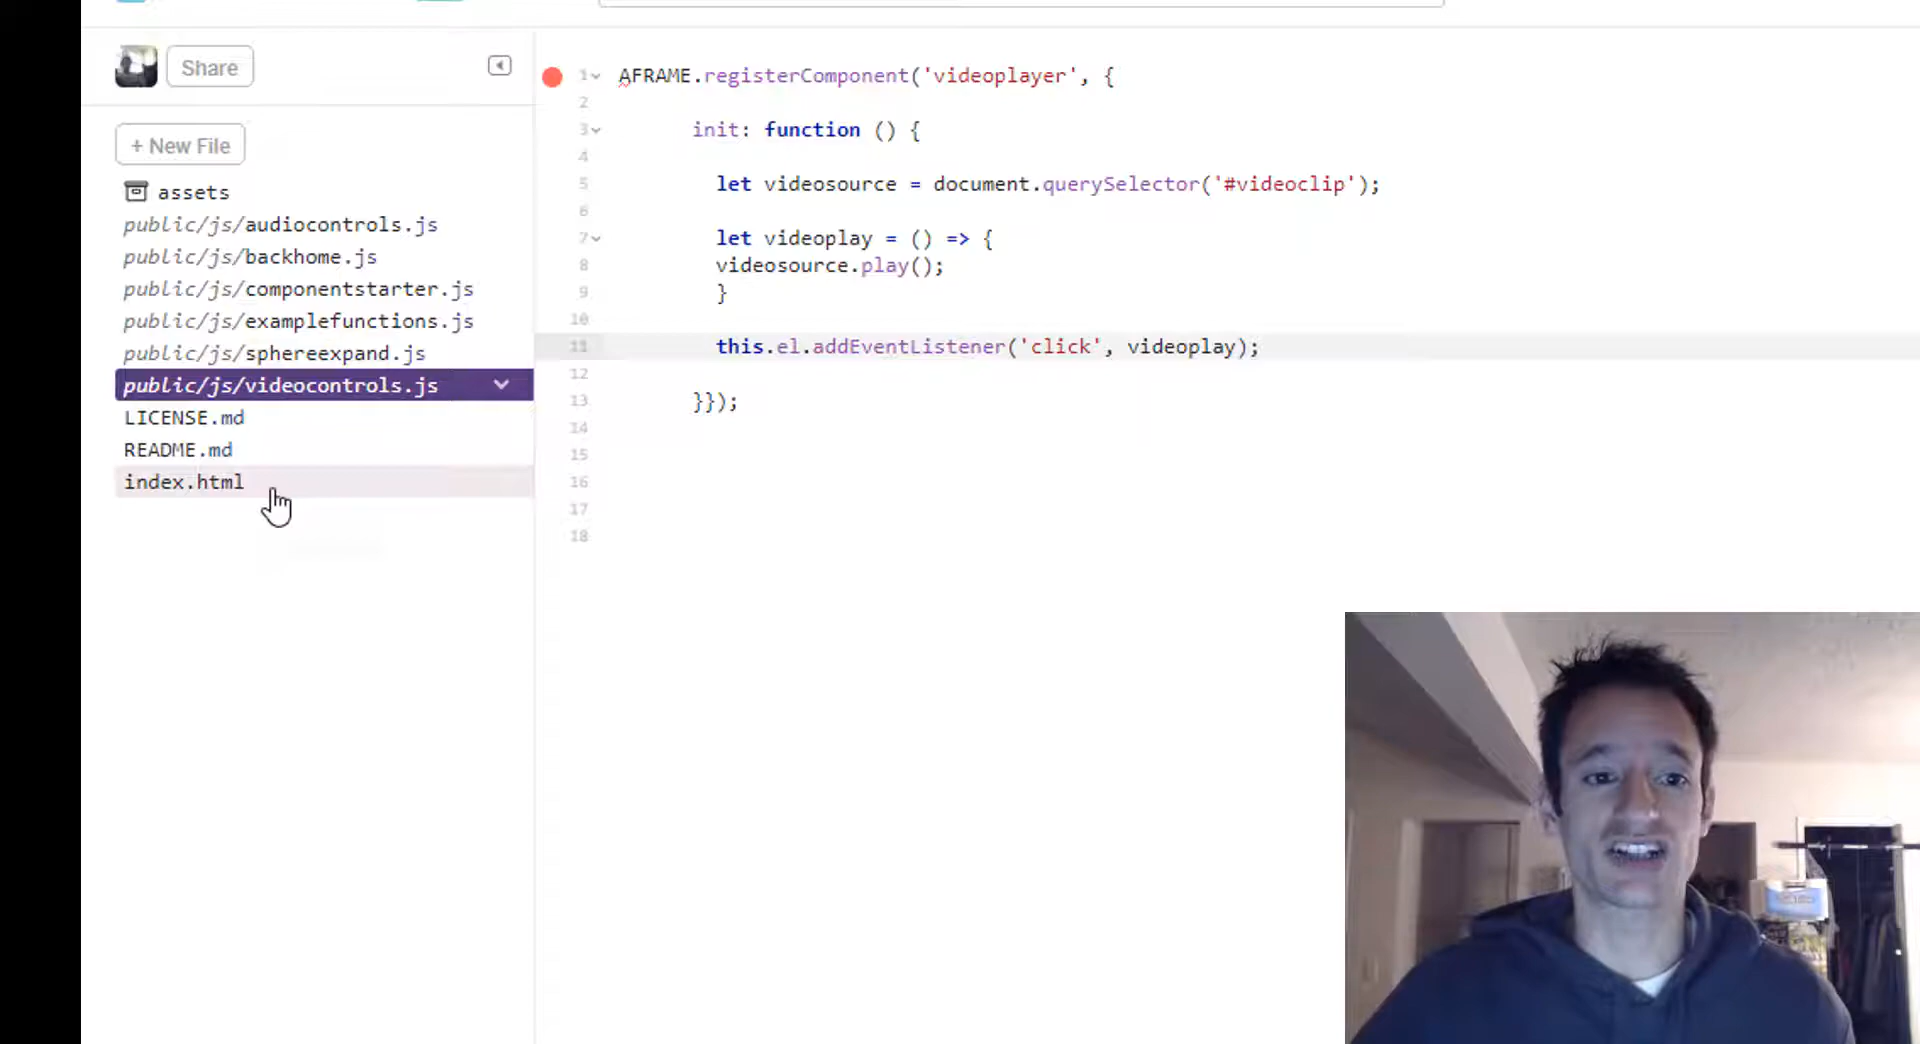 Share
+ New File
assets
public/js/audiocontrols.js
public/js/backhome.js
public/js/componentstarter.js
public/js/examplefunctions.js
public/js/sphereexpand.js
public/js/videocontrols.js
LICENSE.md
README.md
index.html
1 AFRAME.registerComponent('videoplayer', {
2
3 init: function () {
4
5 let videosource = document.querySelector('#videoclip');
6
7 let videoplay = () => {
8 videosource.play();
9 }
10
11 this.el.addEventListener('click', videoplay);
12
13 }});
14
15
16
17
18